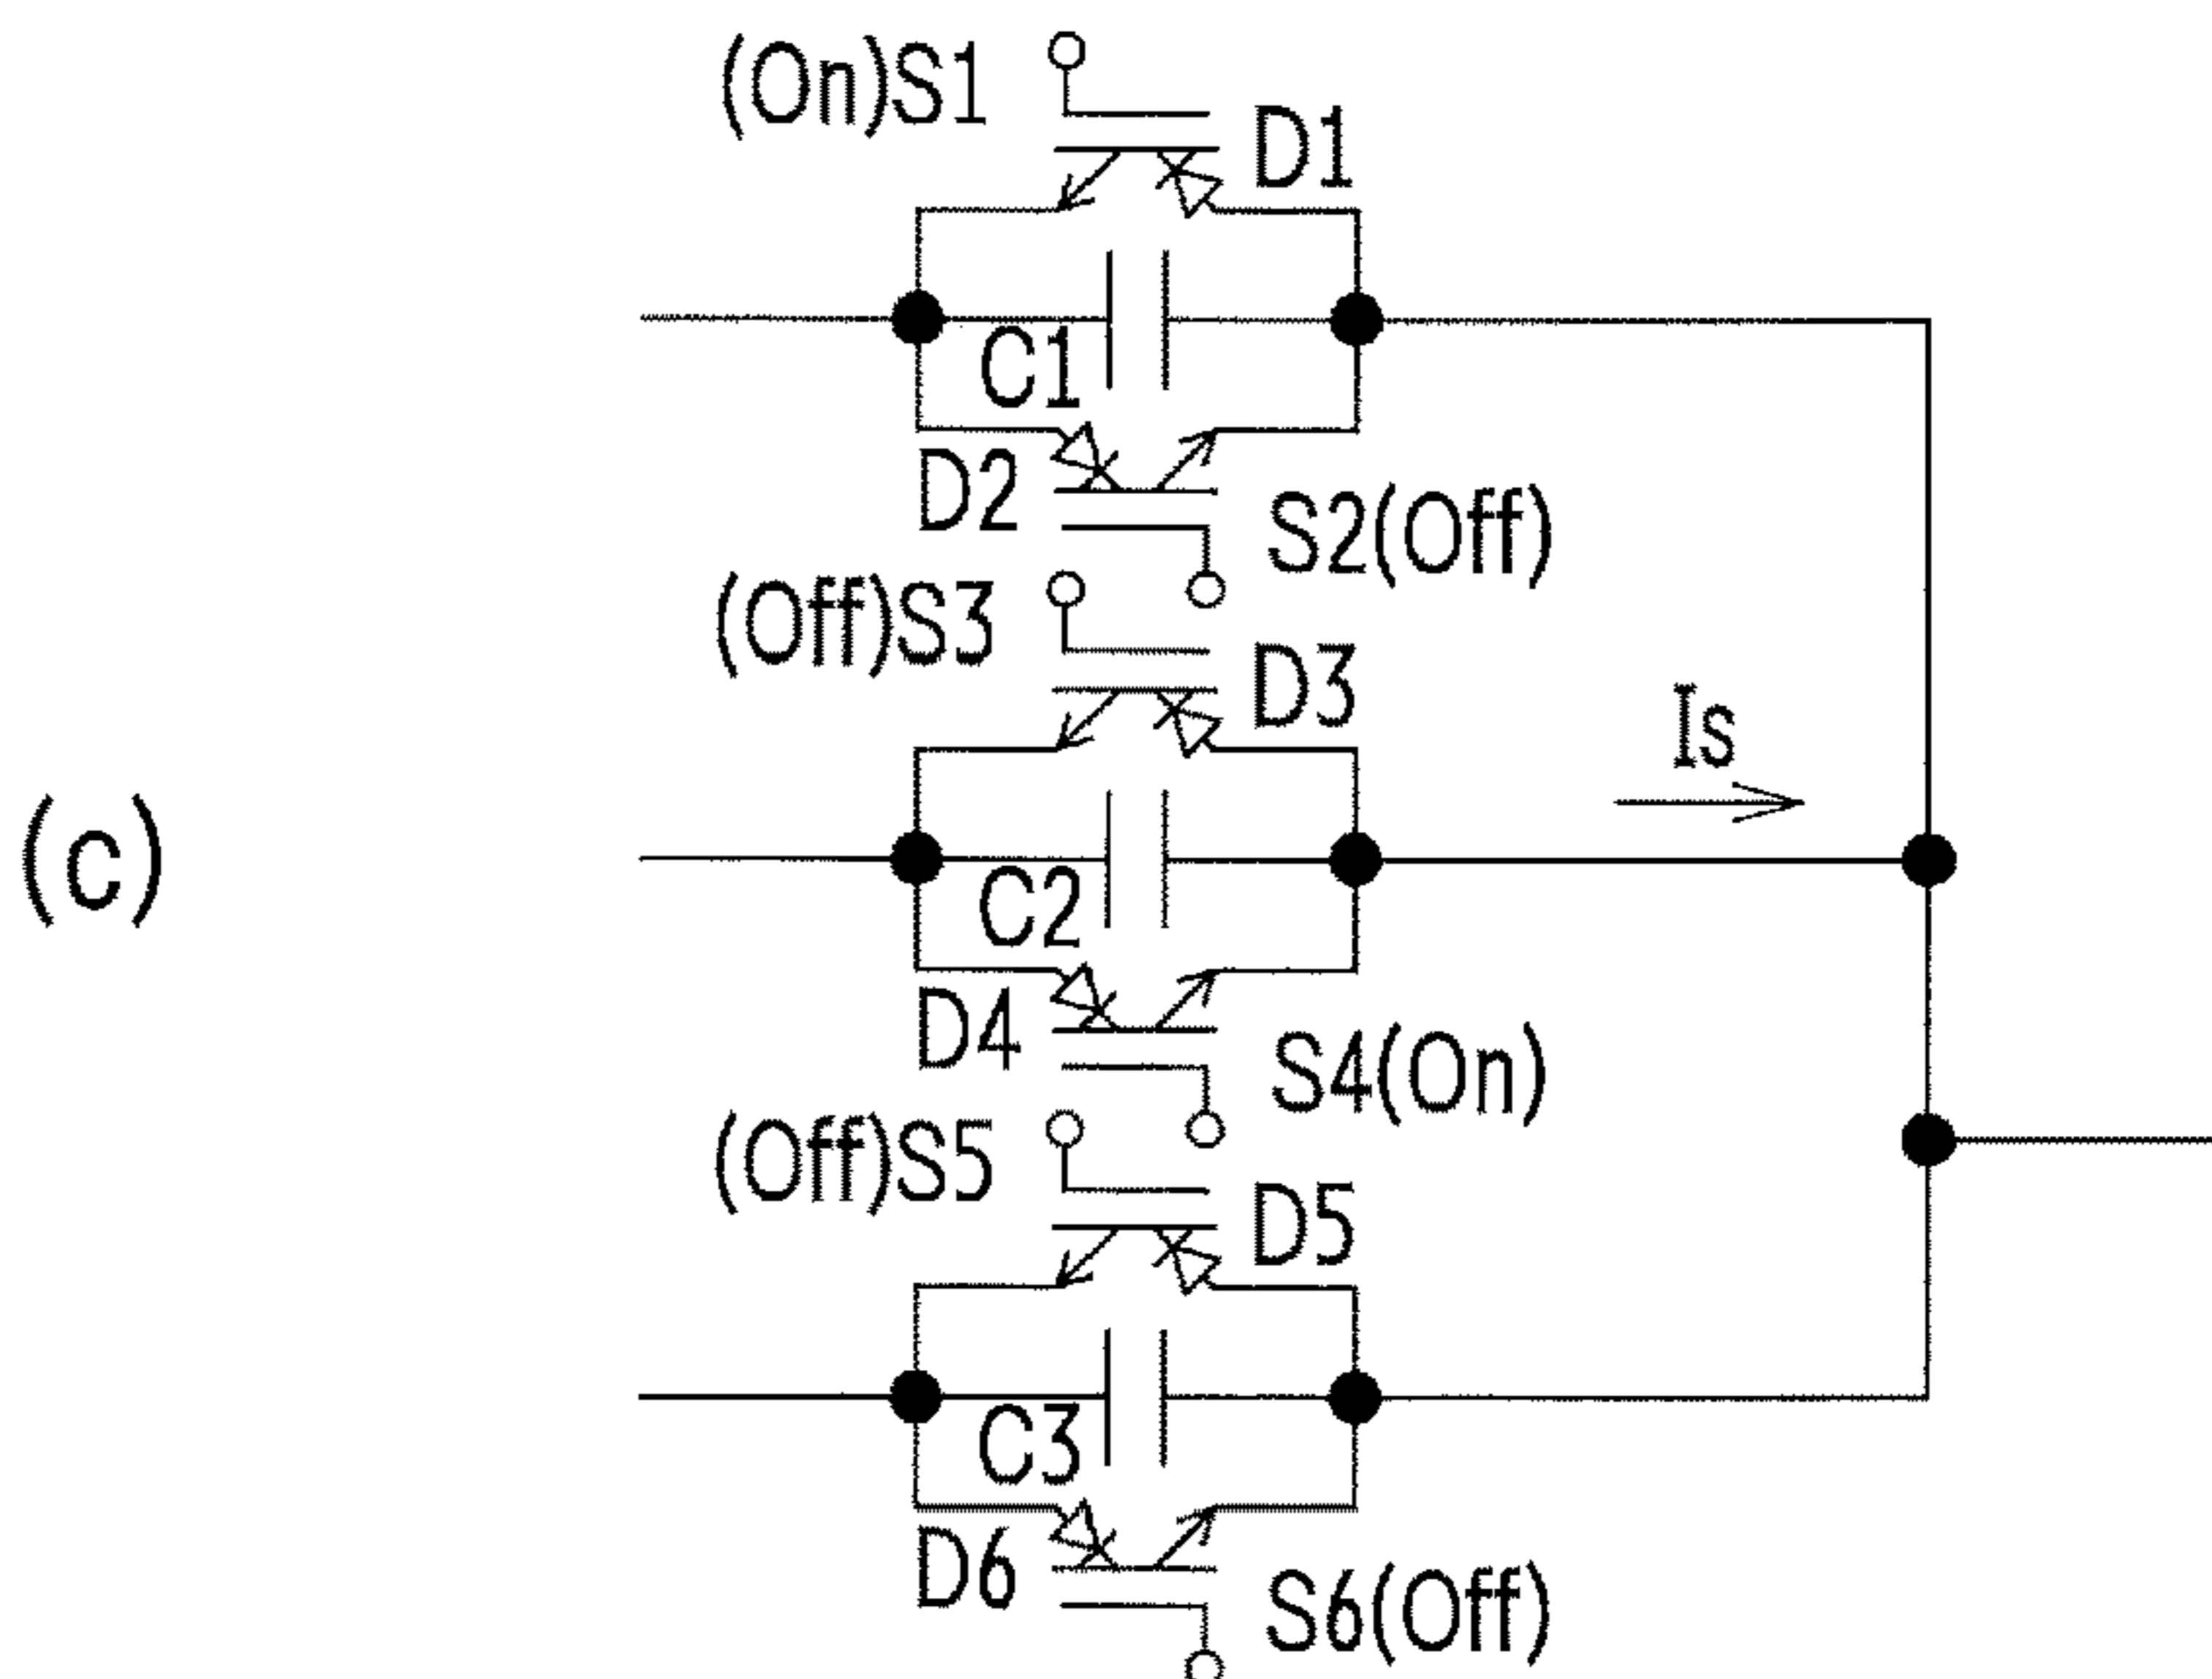 (On)S1
D1
C1
D2
S2(Off)
(Off)S3
D3
Is
(c)
C2
D4
S4(On)
(Off)S5
D5
C3
D6
S6(Off)